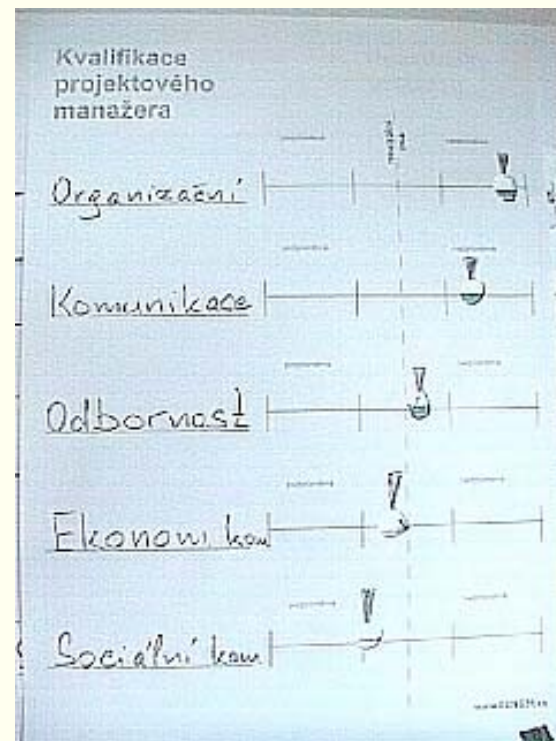 Kvalifikace
projektového
manažera
Organizační
Komunikace
Odbornost
Ekonomi kom
Sociální kom